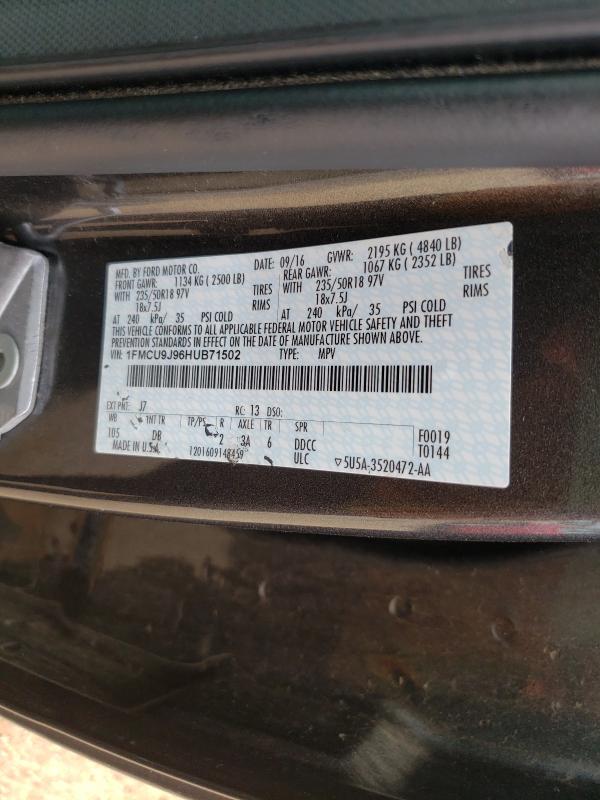 MFD. BY FORD MOTOR CO. DATE: 09/16 GVWR: 2195 KG ( 4840 LB)
FRONT GAWR: 1134 KG ( 2500 LB) REAR GAWR: 1067 KG ( 2352 LB)
WITH 235/50R18 97V TIRES WITH 235/50R18 97V TIRES
18x7.5J RIMS 18x7.5J RIMS
AT 240 kPa/ 35 PSI COLD AT 240 kPa/ 35 PSI COLD
THIS VEHICLE CONFORMS TO ALL APPLICABLE FEDERAL MOTOR VEHICLE SAFETY AND THEFT
PREVENTION STANDARDS IN EFFECT ON THE DATE OF MANUFACTURE SHOWN ABOVE.
VIN: 1FMCU9J96HUB71502 TYPE: MPV
EXT PNT: J7 RC: 13 DSO:
WB INT TR TP/PS R AXLE TR SPR
105 DB 2 3A 6 DDCC F0019
MADE IN U.S.A. 1201609148459 ULC T0144
▽5U5A-3520472-AA